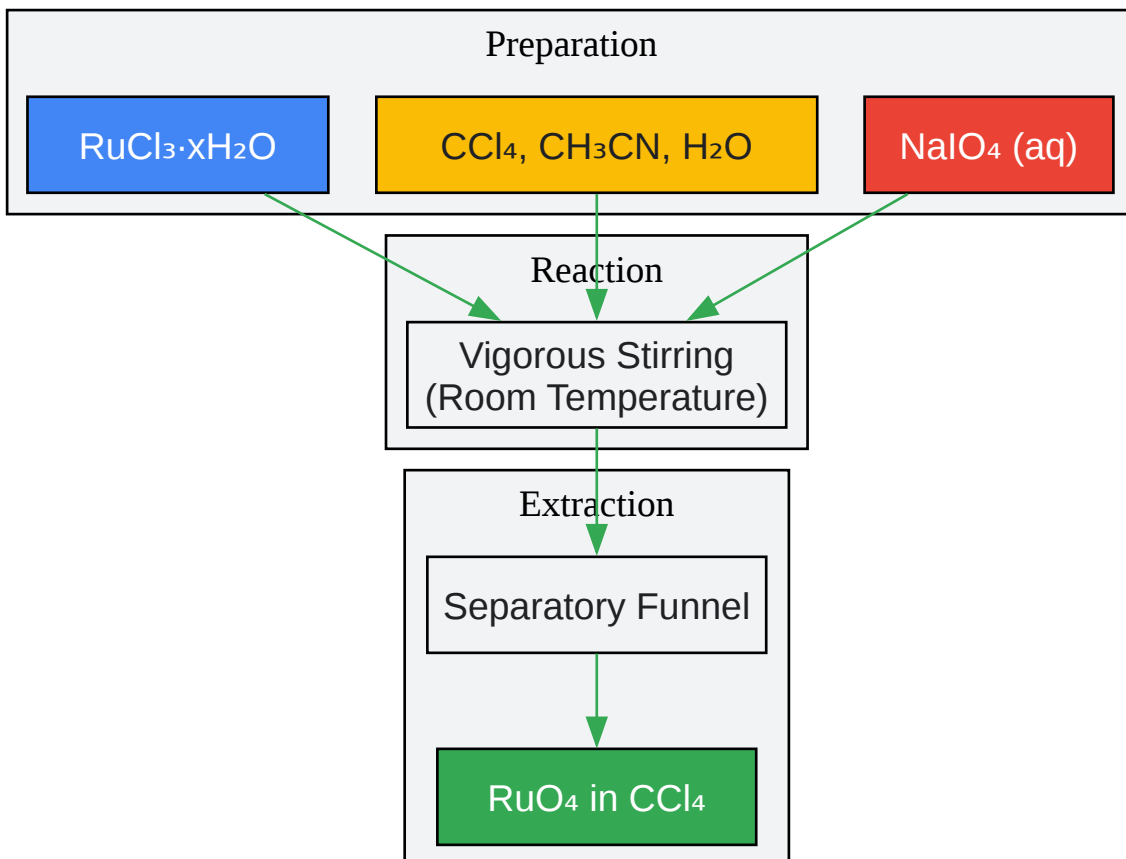 Preparation
RuCl₃·xH₂O
CCl₄, CH₃CN, H₂O
NaIO₄ (aq)
Reaction
Vigorous Stirring
(Room Temperature)
Extraction
Separatory Funnel
RuO₄ in CCl₄